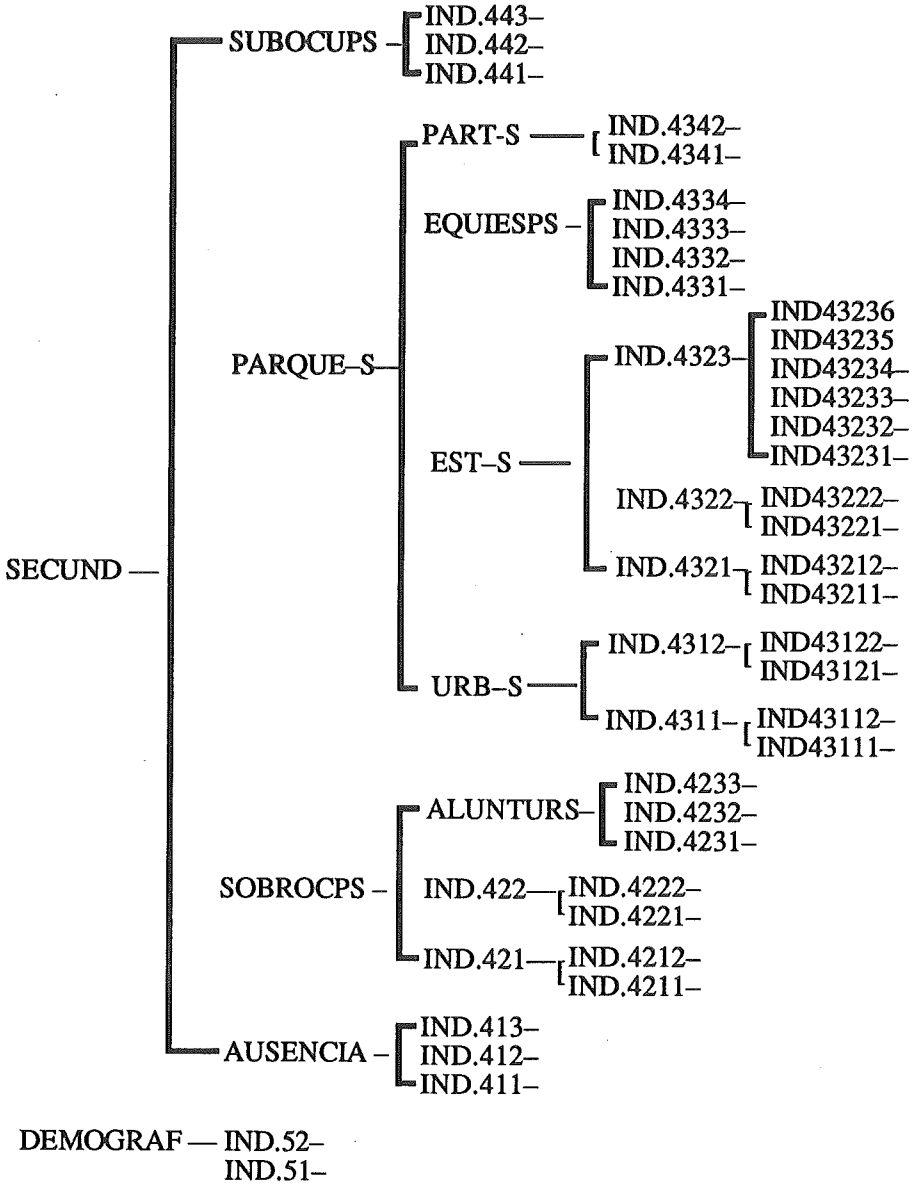 SUBOCUPS –
IND.443–
IND.442–
IND.441–
PART-S —
IND.4342–
IND.4341–
EQUIESPS –
IND.4334–
IND.4333–
IND.4332–
IND.4331–
PARQUE–S–
EST–S —
IND.4323–
IND43236
IND43235
IND43234–
IND43233–
IND43232–
IND43231–
IND.4322–
IND43222–
IND43221–
IND.4321–
IND43212–
IND43211–
SECUND —
URB–S —
IND.4312–
IND43122–
IND43121–
IND.4311–
IND43112–
IND43111–
SOBROCPS –
ALUNTURS–
IND.4233–
IND.4232–
IND.4231–
IND.422—
IND.4222–
IND.4221–
IND.421—
IND.4212–
IND.4211–
AUSENCIA –
IND.413–
IND.412–
IND.411–
DEMOGRAF — IND.52–
IND.51–